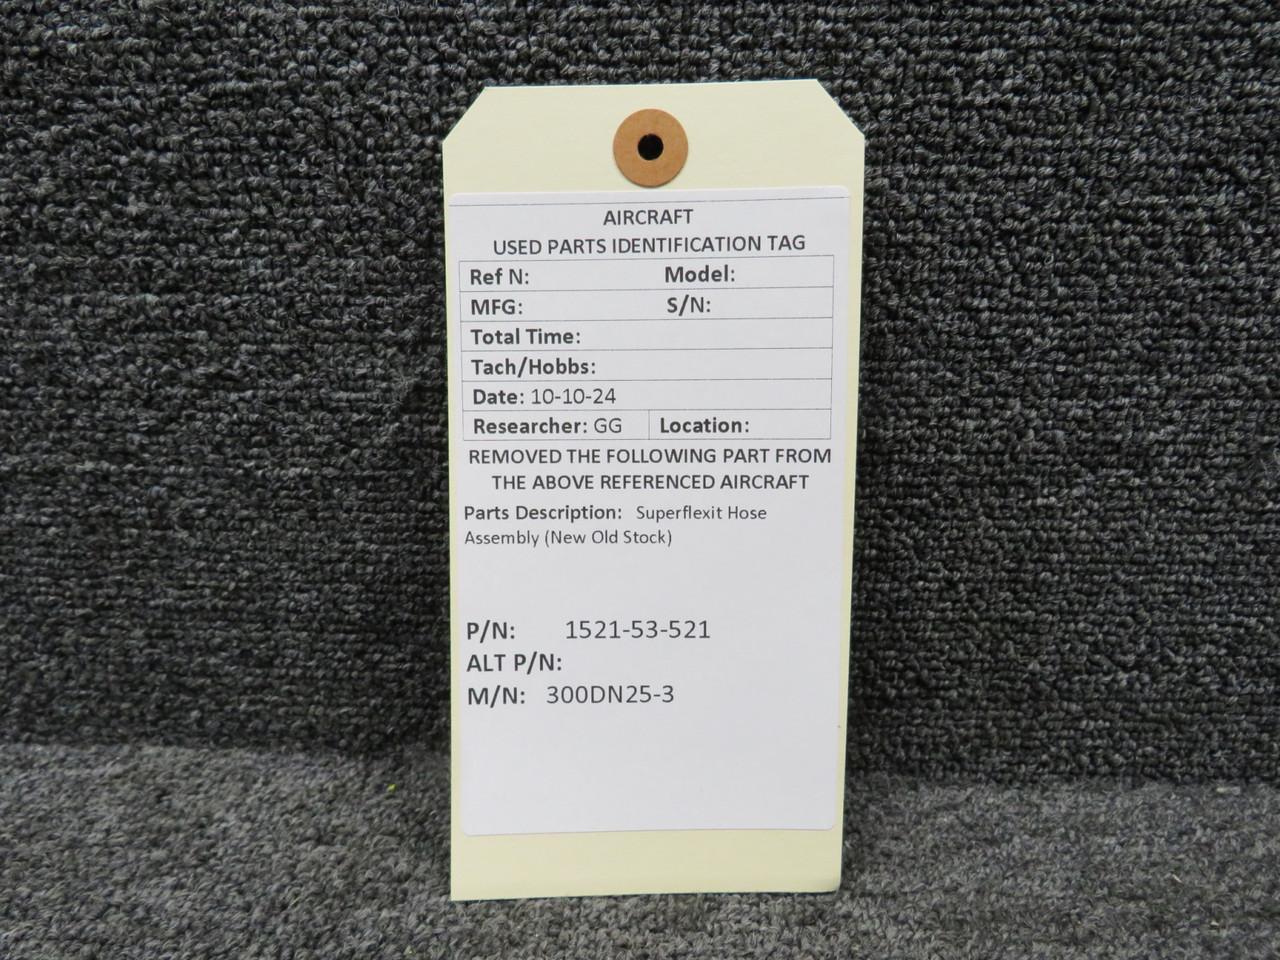 AIRCRAFT
USED PARTS IDENTIFICATION TAG
Ref N: Model:
MFG: S/N:
Total Time:
Tach/Hobbs:
Date: 10-10-24
Researcher: GG Location:
REMOVED THE FOLLOWING PART FROM
THE ABOVE REFERENCED AIRCRAFT
Parts Description: Superflexit Hose
Assembly (New Old Stock)
P/N: 1521-53-521
ALT P/N:
M/N: 300DN25-3